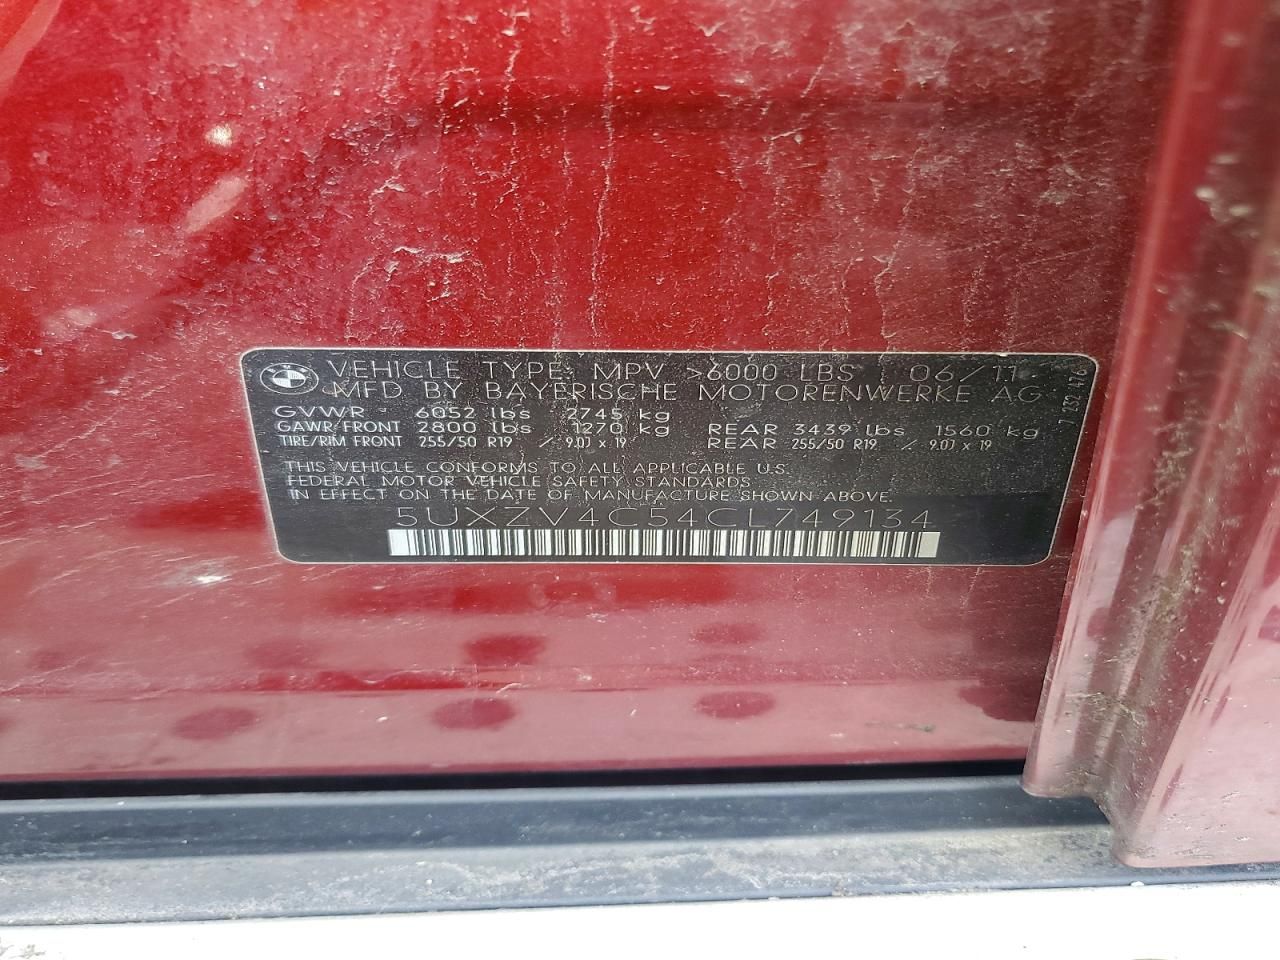 VEHICLE TYPE: MPV >6000 LBS 06/11
MFD BY BAYERISCHE MOTORENWERKE AG
GVWR 6052 lbs 2745 kg
GAWR/FRONT 2800 lbs 1270 kg REAR 3439 lbs 1560 kg
TIRE/RIM FRONT 255/50 R19 / 9.0J x 19 REAR 255/50 R19 / 9.0J x 19
THIS VEHICLE CONFORMS TO ALL APPLICABLE U.S.
FEDERAL MOTOR VEHICLE SAFETY STANDARDS
IN EFFECT ON THE DATE OF MANUFACTURE SHOWN ABOVE.
5UXZV4C54CL749134
7 252 476